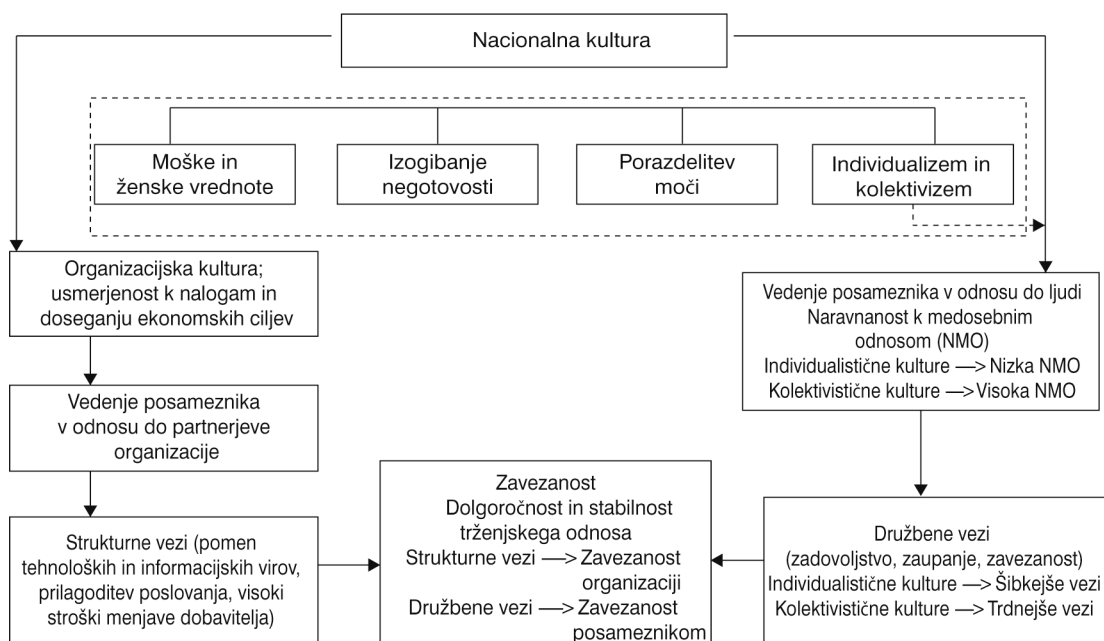 Nacionalna kultura
Moške in
ženske vrednote
Izogibanje
negotovosti
Porazdelitev
moči
Individualizem in
kolektivizem
Organizacijska kultura;
usmerjenost k nalogam in
doseganju ekonomskih ciljev
Vedenje posameznika v odnosu do ljudi
Naravnanost k medosebnim
odnosom (NMO)
Individualistične kulture —> Nizka NMO
Kolektivistične kulture —> Visoka NMO
Vedenje posameznika
v odnosu do partnerjeve
organizacije
Strukturne vezi (pomen
tehnoloških in informacijskih virov,
prilagoditev poslovanja, visoki
stroški menjave dobavitelja)
Zavezanost
Dolgoročnost in stabilnost
trženjskega odnosa
Strukturne vezi —> Zavezanost
organizaciji
Družbene vezi —> Zavezanost
posameznikom
Družbene vezi
(zadovoljstvo, zaupanje, zavezanost)
Individualistične kulture —> Šibkejše vezi
Kolektivistične kulture —> Trdnejše vezi